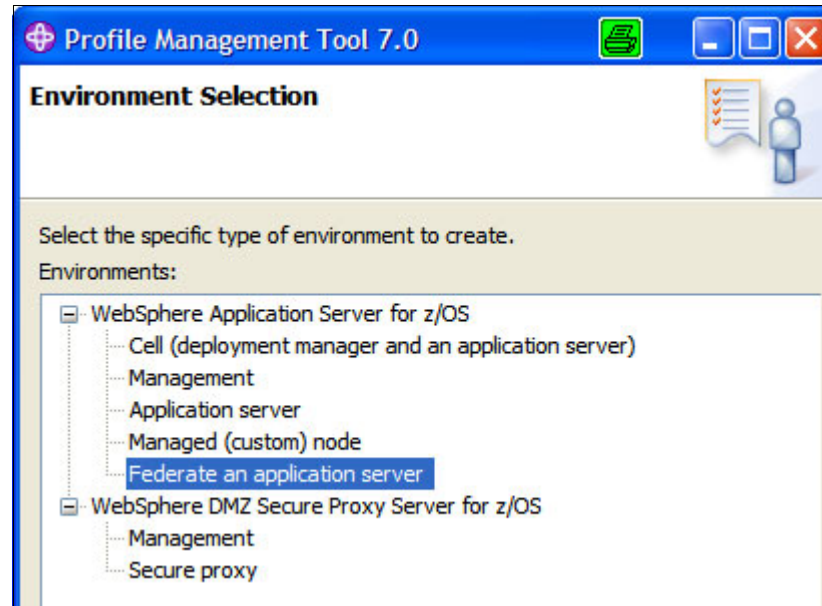 Profile Management Tool 7.0
Environment Selection
Select the specific type of environment to create.
Environments:
WebSphere Application Server for z/OS
Cell (deployment manager and an application server)
Management
Application server
Managed (custom) node
Federate an application server
WebSphere DMZ Secure Proxy Server for z/OS
Management
Secure proxy